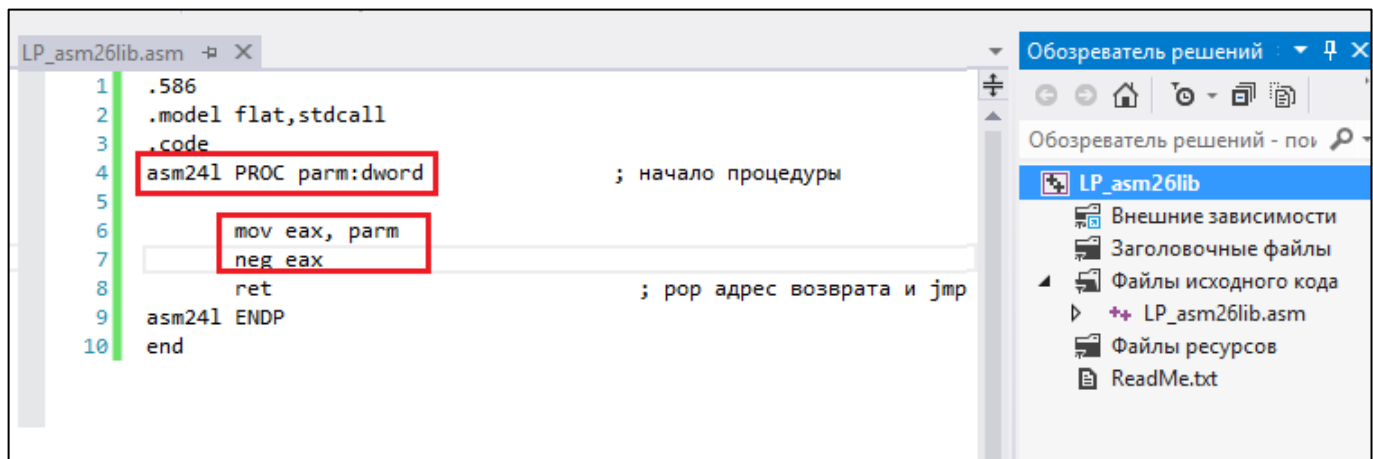 LP_asm26lib.asm
1 .586
2 .model flat,stdcall
3 .code
4 asm24l PROC parm:dword ; начало процедуры
5
6 mov eax, parm
7 neg eax
8 ret ; pop адрес возврата и jmp
9 asm24l ENDP
10 end
Обозреватель решений
Обозреватель решений - пои
LP_asm26lib
Внешние зависимости
Заголовочные файлы
Файлы исходного кода
LP_asm26lib.asm
Файлы ресурсов
ReadMe.txt